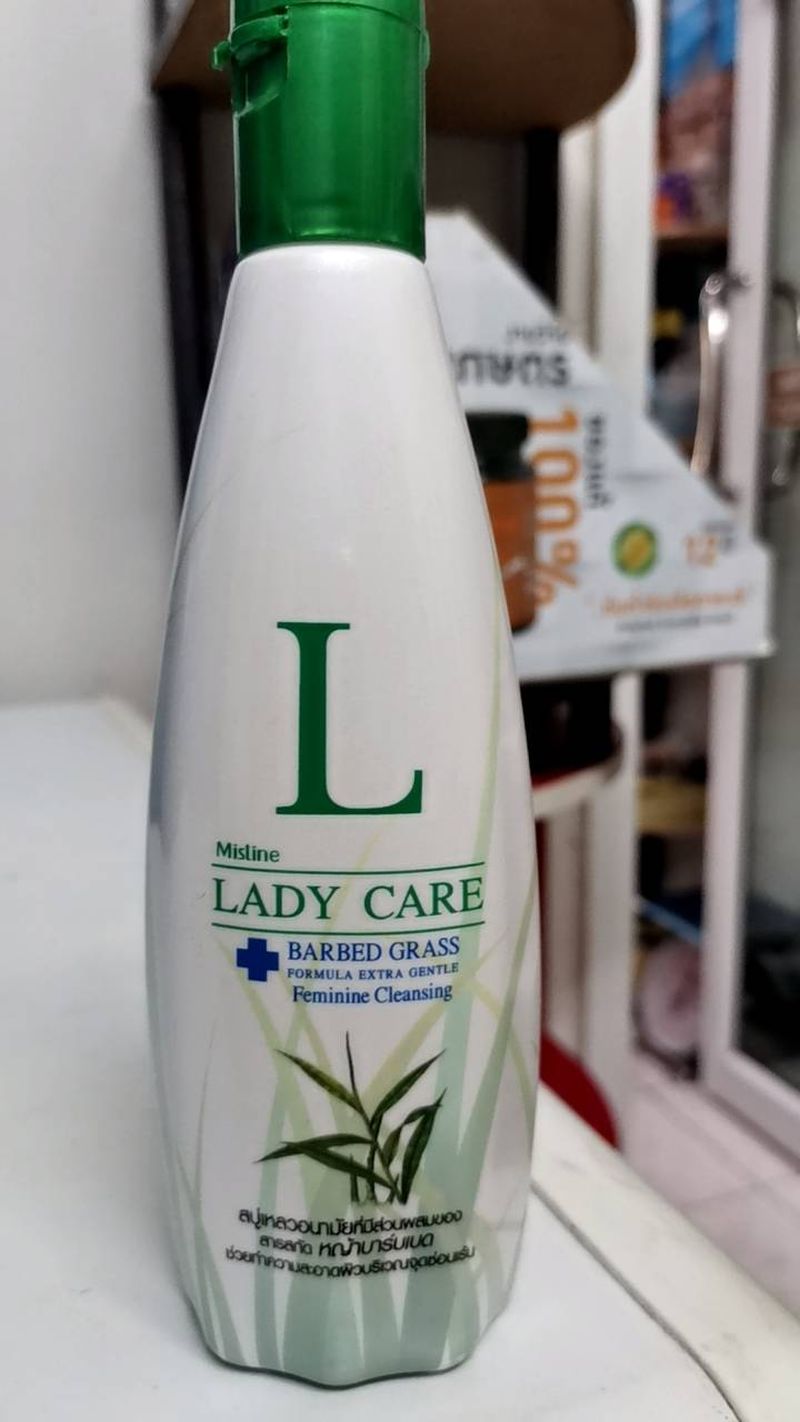 L
Mistine
LADY CARE
BARBED GRASS
FORMULA EXTRA GENTLE
Feminine Cleansing
สบู่เหลวอนามัยที่มีส่วนผสมของ
สารสกัด หญ้าบาร์บเบด
ช่วยทำความสะอาดผิวบริเวณจุดซ่อนเร้น
100%
12